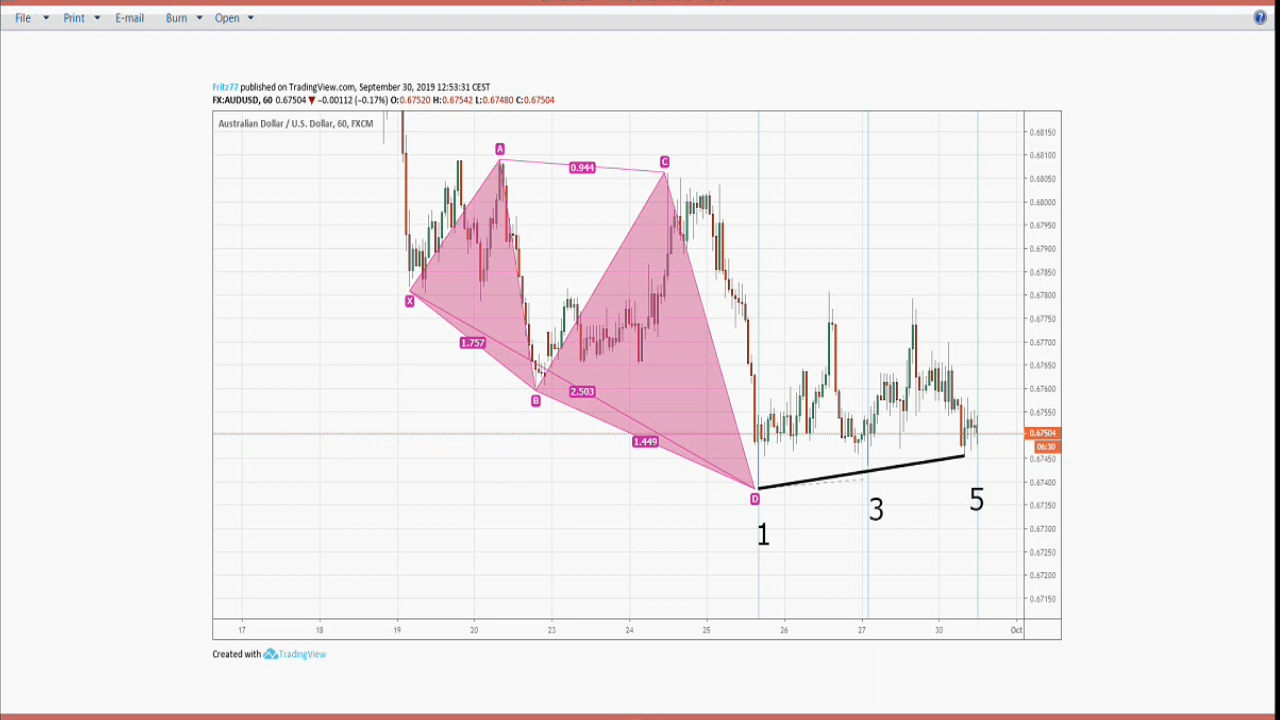 File Print E-mail Burn Open
Fritz77 published on TradingView.com, September 30, 2019 12:53:31 CEST
FX:AUDUSD, 60 0.67504 ▼ −0.00112 (−0.17%) O:0.67520 H:0.67542 L:0.67480 C:0.67504
Australian Dollar / U.S. Dollar, 60, FXCM
0.68150
A
0.68100
C
0.944
0.68050
0.68000
0.67950
0.67900
0.67850
X
0.67800
0.67750
1.757
0.67700
0.67650
2.503
0.67600
B
0.67550
0.67504
1.449
06:30
0.67450
0.67400
D
5
0.67350
3
0.67300
1
0.67250
0.67200
0.67150
17 18 19 20 23 24 25 26 27 30 Oct
Created with TradingView